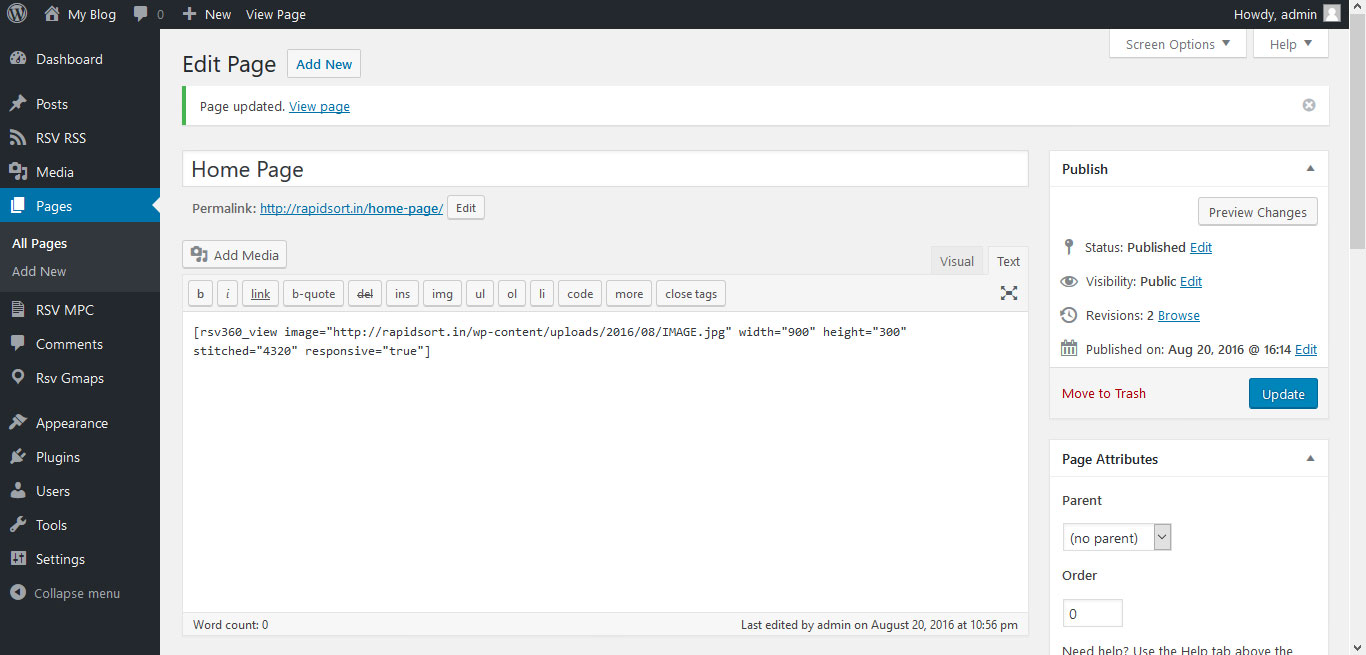 My Blog 0 New View Page Howdy, admin
Dashboard
Posts
RSV RSS
Media
Pages
All Pages
Add New
RSV MPC
Comments
Rsv Gmaps
Appearance
Plugins
Users
Tools
Settings
Collapse menu
Screen Options Help
Edit Page Add New
Page updated. View page
Home Page
Permalink: http://rapidsort.in/home-page/ Edit
Add Media Visual Text
b i link b-quote del ins img ul ol li code more close tags
[rsv360_view image="http://rapidsort.in/wp-content/uploads/2016/08/IMAGE.jpg" width="900" height="300"
stitched="4320" responsive="true"]
Word count: 0 Last edited by admin on August 20, 2016 at 10:56 pm
Publish
Preview Changes
Status: Published Edit
Visibility: Public Edit
Revisions: 2 Browse
Published on: Aug 20, 2016 @ 16:14 Edit
Move to Trash Update
Page Attributes
Parent
(no parent)
Order
0
Need help? Use the Help tab above the